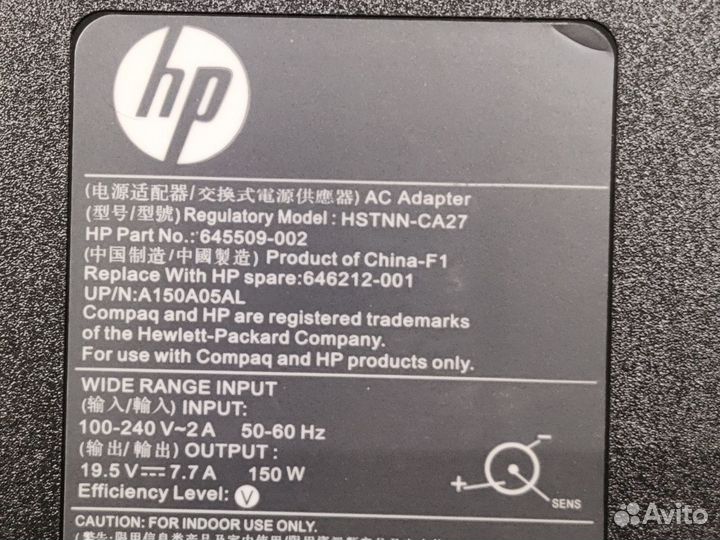 hp
(电源适配器/交換式電源供應器) AC Adapter
(型号/型號) Regulatory Model: HSTNN-CA27
HP Part No.: 645509-002
(中国制造/中國製造) Product of China-F1
Replace With HP spare:646212-001
UP/N:A150A05AL
Compaq and HP are registered trademarks
of the Hewlett-Packard Company.
For use with Compaq and HP products only.
WIDE RANGE INPUT
(输入/輸入) INPUT:
100-240 V~2 A 50-60 Hz
(输出/輸出) OUTPUT:
19.5 V⎓7.7 A 150 W
Efficiency Level: V
+ -
SENS
CAUTION: FOR INDOOR USE ONLY.
Avito